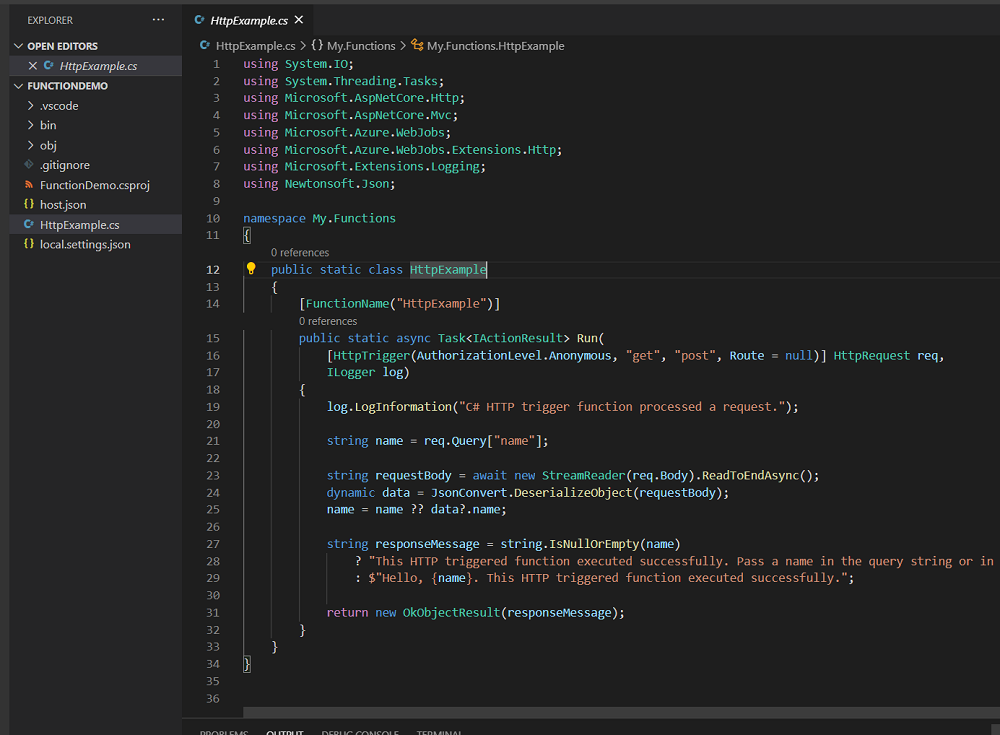 EXPLORER
···
HttpExample.cs
OPEN EDITORS
HttpExample.cs
FUNCTIONDEMO
.vscode
bin
obj
.gitignore
FunctionDemo.csproj
host.json
HttpExample.cs
local.settings.json
HttpExample.cs > {} My.Functions > My.Functions.HttpExample
1 using System.IO;
2 using System.Threading.Tasks;
3 using Microsoft.AspNetCore.Http;
4 using Microsoft.AspNetCore.Mvc;
5 using Microsoft.Azure.WebJobs;
6 using Microsoft.Azure.WebJobs.Extensions.Http;
7 using Microsoft.Extensions.Logging;
8 using Newtonsoft.Json;
9
10 namespace My.Functions
11 {
0 references
12 public static class HttpExample
13 {
14 [FunctionName("HttpExample")]
0 references
15 public static async Task<IActionResult> Run(
16 [HttpTrigger(AuthorizationLevel.Anonymous, "get", "post", Route = null)] HttpRequest req,
17 ILogger log)
18 {
19 log.LogInformation("C# HTTP trigger function processed a request.");
20
21 string name = req.Query["name"];
22
23 string requestBody = await new StreamReader(req.Body).ReadToEndAsync();
24 dynamic data = JsonConvert.DeserializeObject(requestBody);
25 name = name ?? data?.name;
26
27 string responseMessage = string.IsNullOrEmpty(name)
28 ? "This HTTP triggered function executed successfully. Pass a name in the query string or in
29 : $"Hello, {name}. This HTTP triggered function executed successfully.";
30
31 return new OkObjectResult(responseMessage);
32 }
33 }
34 }
35
36
PROBLEMS OUTPUT DEBUG CONSOLE TERMINAL